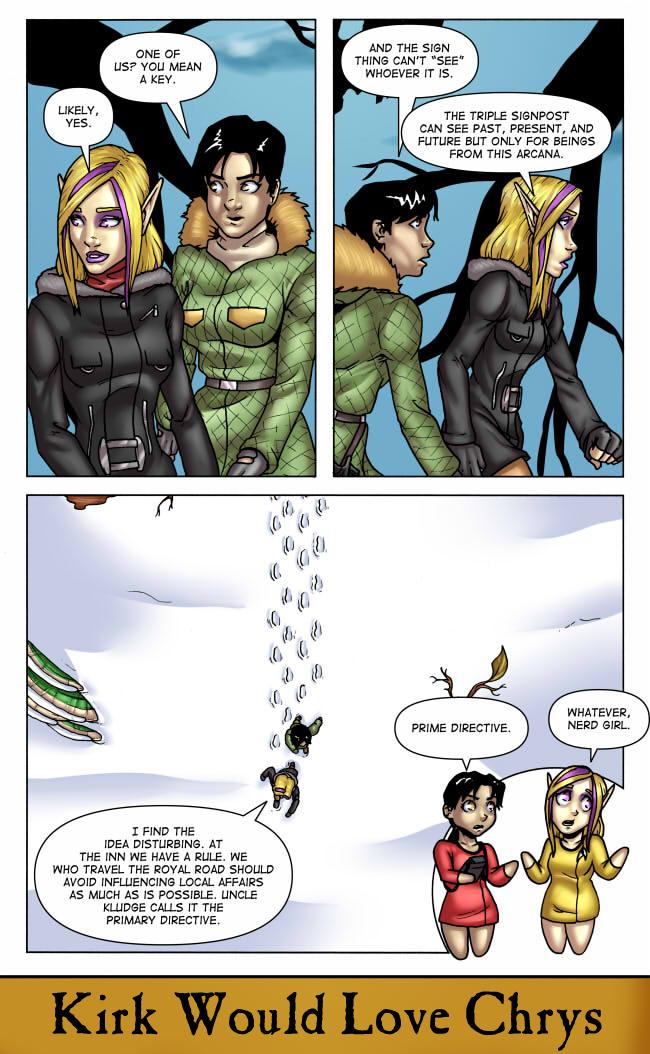 ONE OF
US? YOU MEAN
A KEY.
LIKELY,
YES.
AND THE SIGN
THING CAN'T "SEE"
WHOEVER IT IS.
THE TRIPLE SIGNPOST
CAN SEE PAST, PRESENT, AND
FUTURE BUT ONLY FOR BEINGS
FROM THIS ARCANA.
I FIND THE
IDEA DISTURBING. AT
THE INN WE HAVE A RULE. WE
WHO TRAVEL THE ROYAL ROAD SHOULD
AVOID INFLUENCING LOCAL AFFAIRS
AS MUCH AS IS POSSIBLE. UNCLE
KLUDGE CALLS IT THE
PRIMARY DIRECTIVE.
PRIME DIRECTIVE.
WHATEVER,
NERD GIRL.
Kirk Would Love Chrys